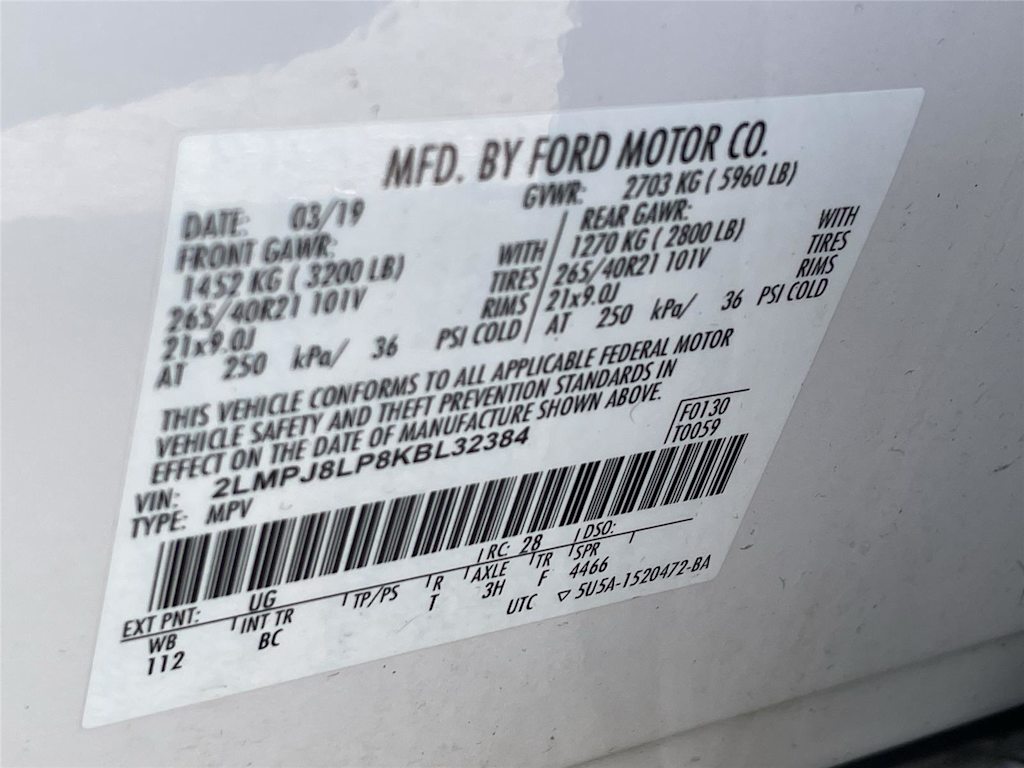 MFD. BY FORD MOTOR CO.
DATE: 03/19 GVWR: 2703 KG ( 5960 LB)
FRONT GAWR: REAR GAWR:
1452 KG ( 3200 LB) WITH 1270 KG ( 2800 LB) WITH
265/40R21 101V TIRES 265/40R21 101V TIRES
21x9.0J RIMS 21x9.0J RIMS
AT 250 kPa/ 36 PSI COLD AT 250 kPa/ 36 PSI COLD
THIS VEHICLE CONFORMS TO ALL APPLICABLE FEDERAL MOTOR
VEHICLE SAFETY AND THEFT PREVENTION STANDARDS IN
EFFECT ON THE DATE OF MANUFACTURE SHOWN ABOVE.
VIN: 2LMPJ8LP8KBL32384 F0130
TYPE: MPV T0059
EXT PNT: UG RC: 28 DSO:
WB INT TR TP/PS R AXLE TR SPR
112 BC T 3H F 4466
UTC ▽ 5U5A-1520472-BA